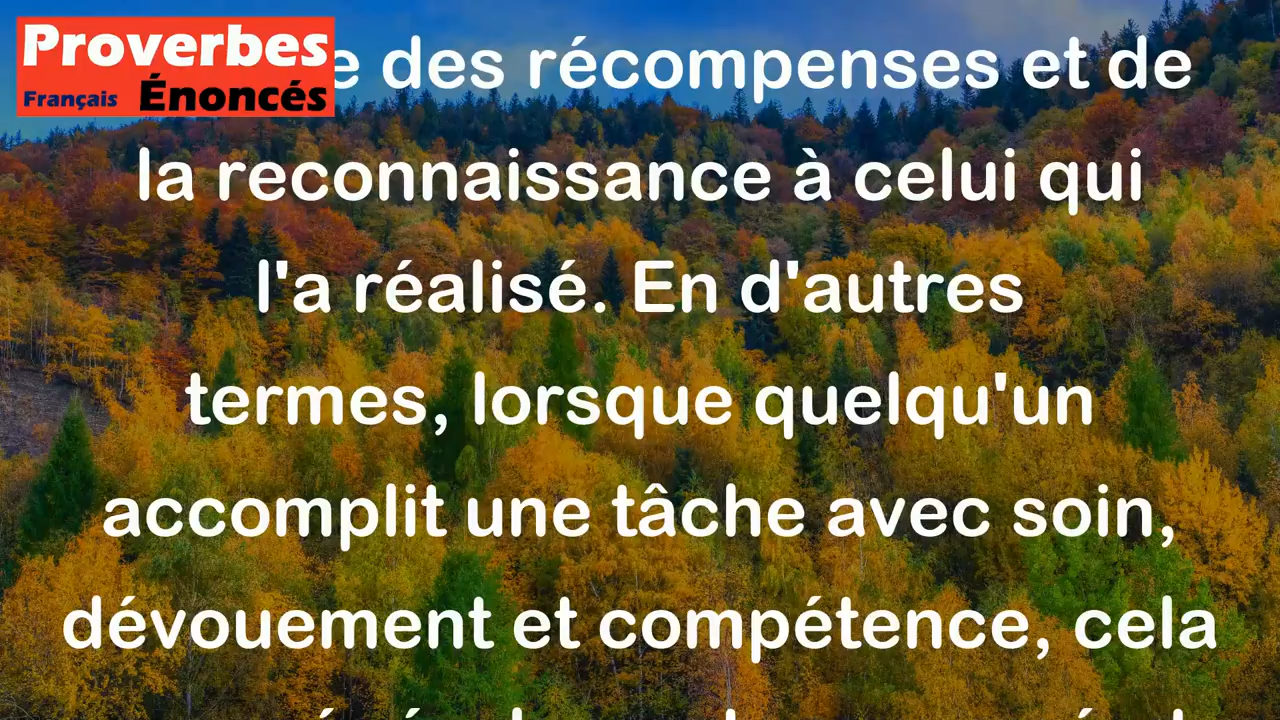 Proverbes
Français Énoncés
des récompenses et de
la reconnaissance à celui qui
l'a réalisé. En d'autres
termes, lorsque quelqu'un
accomplit une tâche avec soin,
dévouement et compétence, cela